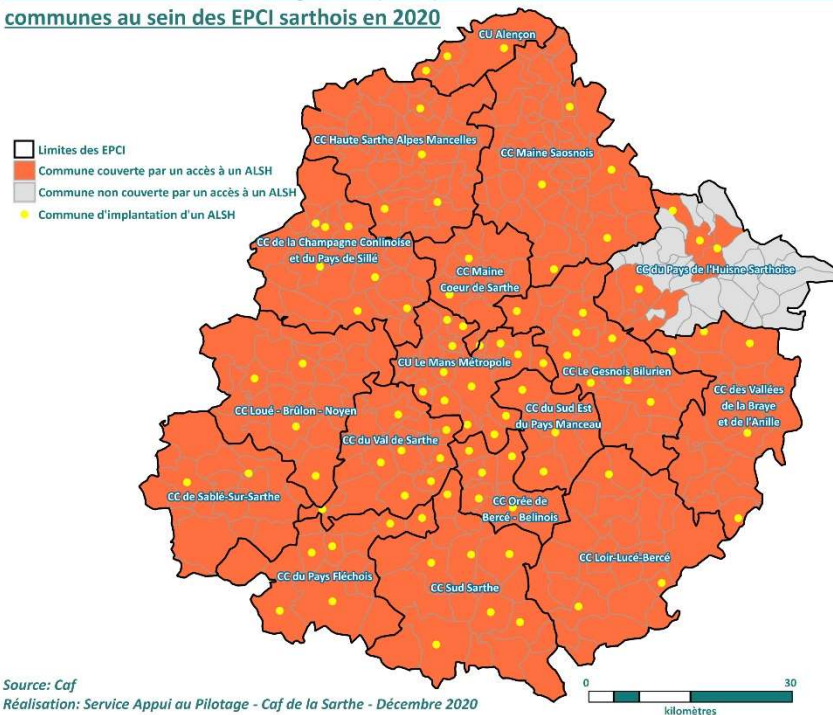 communes au sein des EPCI sarthois en 2020
CU Alençon
Limites des EPCI
Commune couverte par un accès à un ALSH
Commune non couverte par un accès à un ALSH
Commune d'implantation d'un ALSH
CC Haute Sarthe Alpes Mancelles
CC Maine Saosnois
CC de la Champagne Conlinoise
et du Pays de Sillé
CC Maine
Coeur de Sarthe
CC du Pays de l'Huisne Sarthoise
CU Le Mans Métropole
CC Le Gesnois Bilurien
CC des Vallées
de la Braye
et de l'Anille
CC Loué - Brûlon - Noyen
CC du Sud Est
du Pays Manceau
CC du Val de Sarthe
CC de Sablé-Sur-Sarthe
CC Orée de
Bercé - Belinois
CC Loir-Lucé-Bercé
CC du Pays Fléchois
CC Sud Sarthe
Source: Caf
Réalisation: Service Appui au Pilotage - Caf de la Sarthe - Décembre 2020
0 30
kilomètres